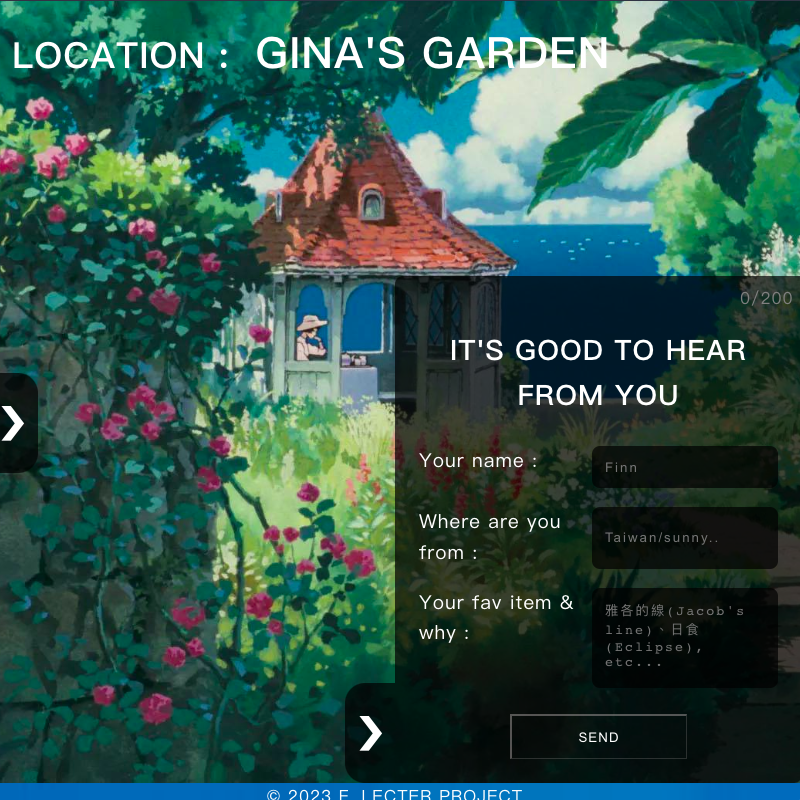 LOCATION : GINA'S GARDEN
0/200
IT'S GOOD TO HEAR
FROM YOU
Your name :
Finn
Where are you
from :
Taiwan/sunny..
Your fav item &
why :
雅各的線(Jacob's
line)、日食
(Eclipse),
etc...
SEND
© 2023 F. LECTER PROJECT